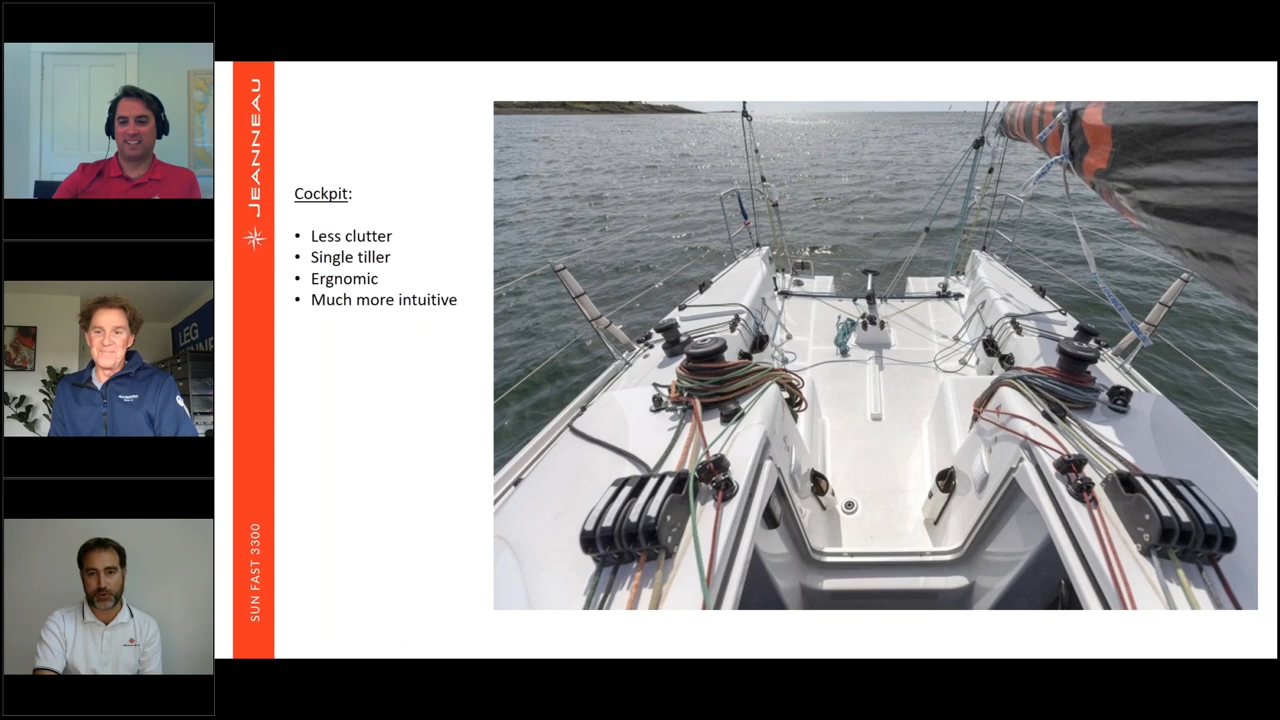 JEANNEAU
SUN FAST 3300
Cockpit:
• Less clutter
• Single tiller
• Ergnomic
• Much more intuitive
LEG